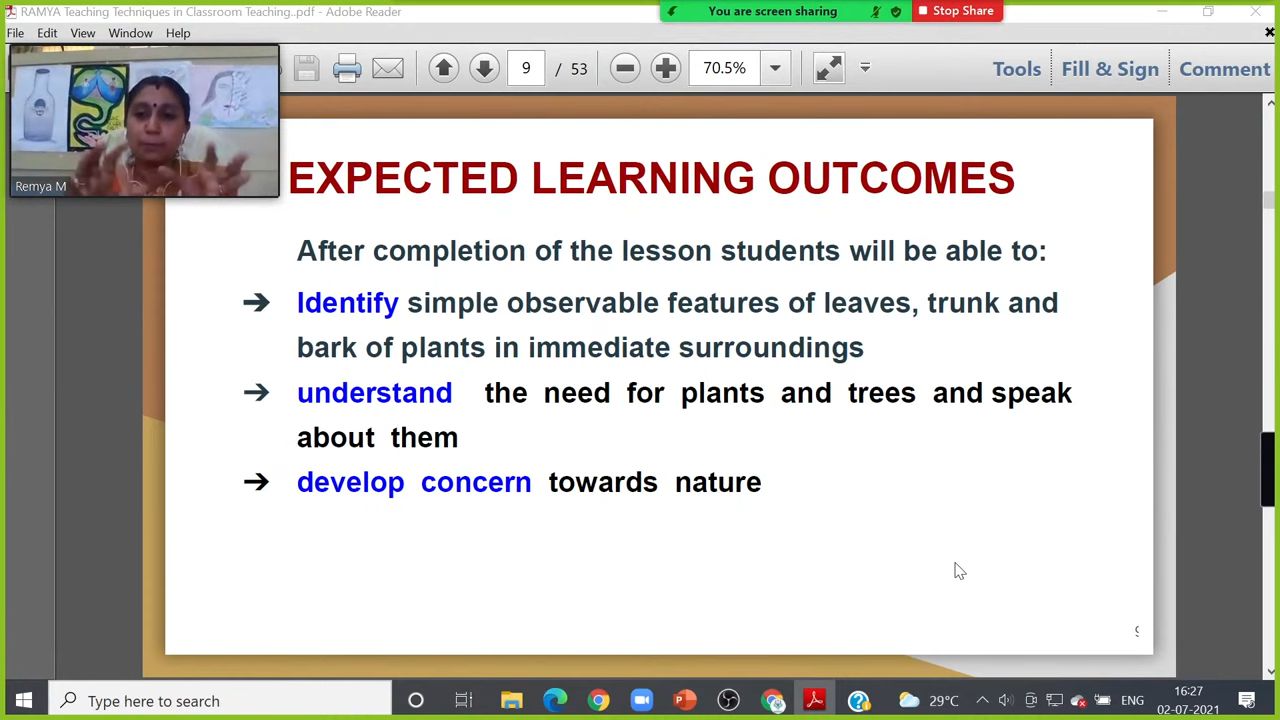 RAMYA Teaching Techniques in Classroom Teaching..pdf - Adobe Reader
You are screen sharing
Stop Share
File Edit View Window Help
9 / 53
70.5%
Tools Fill & Sign Comment
Remya M
EXPECTED LEARNING OUTCOMES
After completion of the lesson students will be able to:
➔ Identify simple observable features of leaves, trunk and
bark of plants in immediate surroundings
➔ understand the need for plants and trees and speak
about them
➔ develop concern towards nature
9
Type here to search
29°C
ENG
16:27
02-07-2021